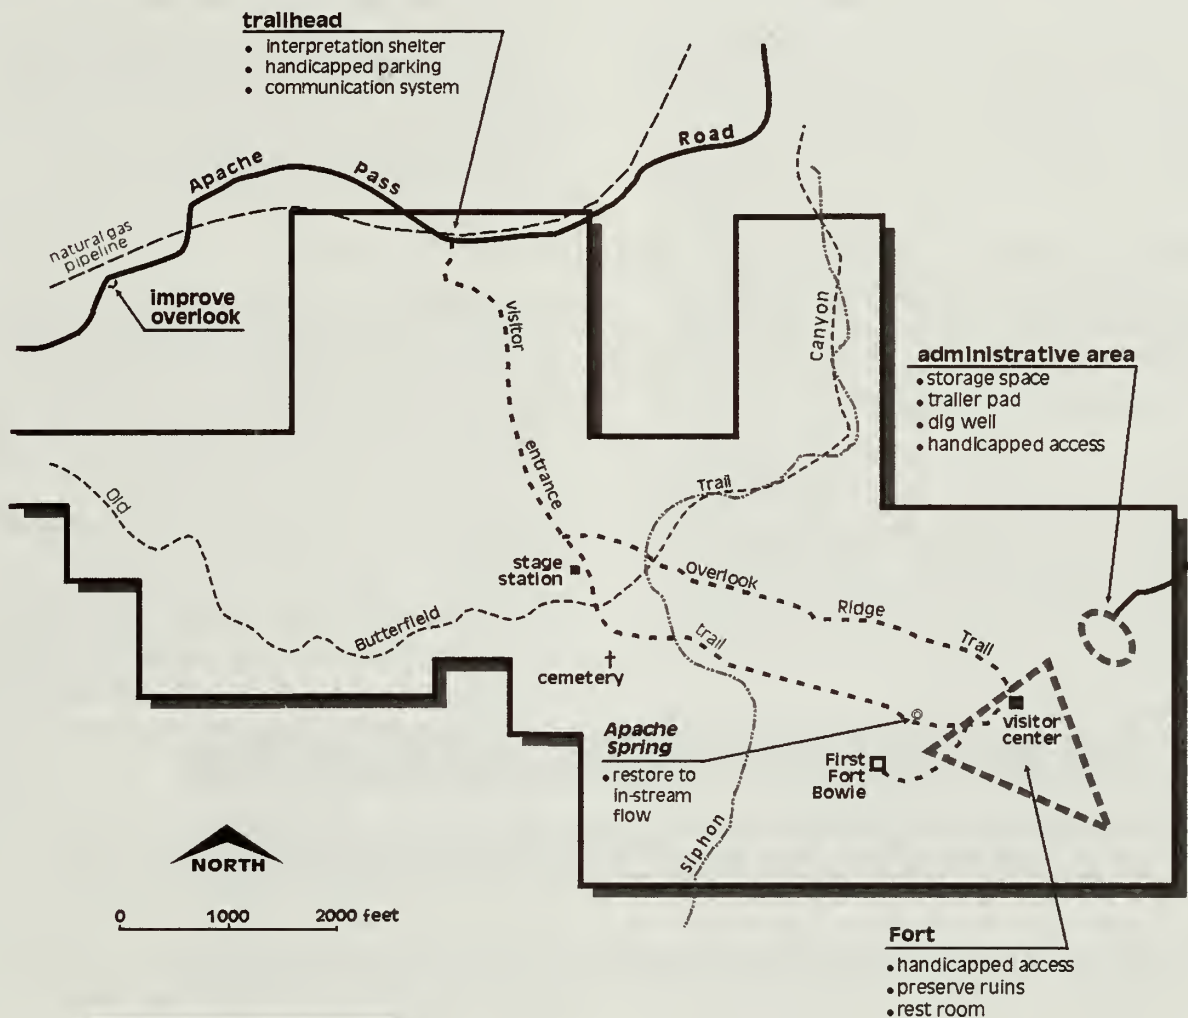 trailhead
• interpretation shelter
• handicapped parking
• communication system
Apache Pass Road
natural gas
pipeline
improve
overlook
visitor entrance trail
Canyon
administrative area
• storage space
• trailer pad
• dig well
• handicapped access
Old Butterfield Trail
stage
station
Overlook Ridge Trail
cemetery
Apache
Spring
• restore to
in-stream
flow
First
Fort
Bowie
visitor
center
Siphon
NORTH
0 1000 2000 feet
Fort
• handicapped access
• preserve ruins
• rest room